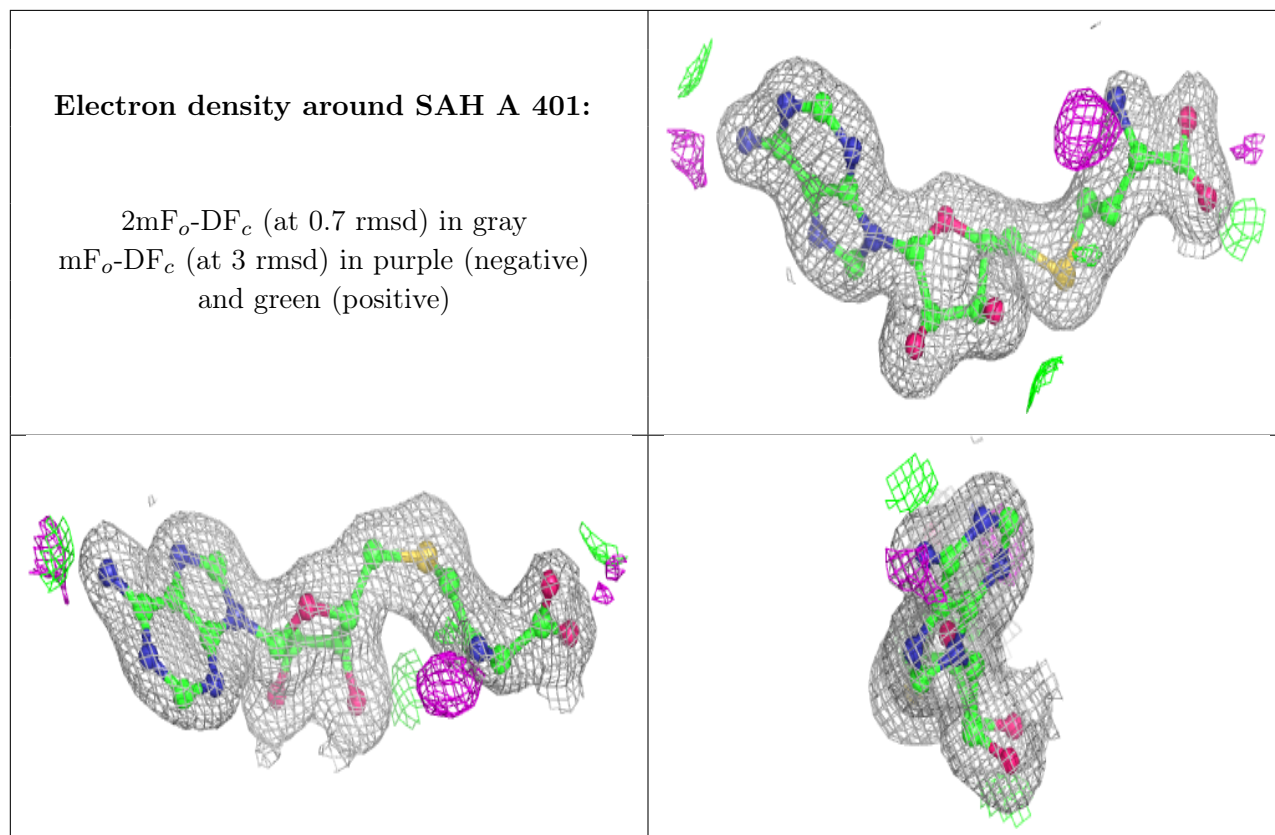 Electron density around SAH A 401:
2mFo-DFc (at 0.7 rmsd) in gray
mFo-DFc (at 3 rmsd) in purple (negative)
and green (positive)